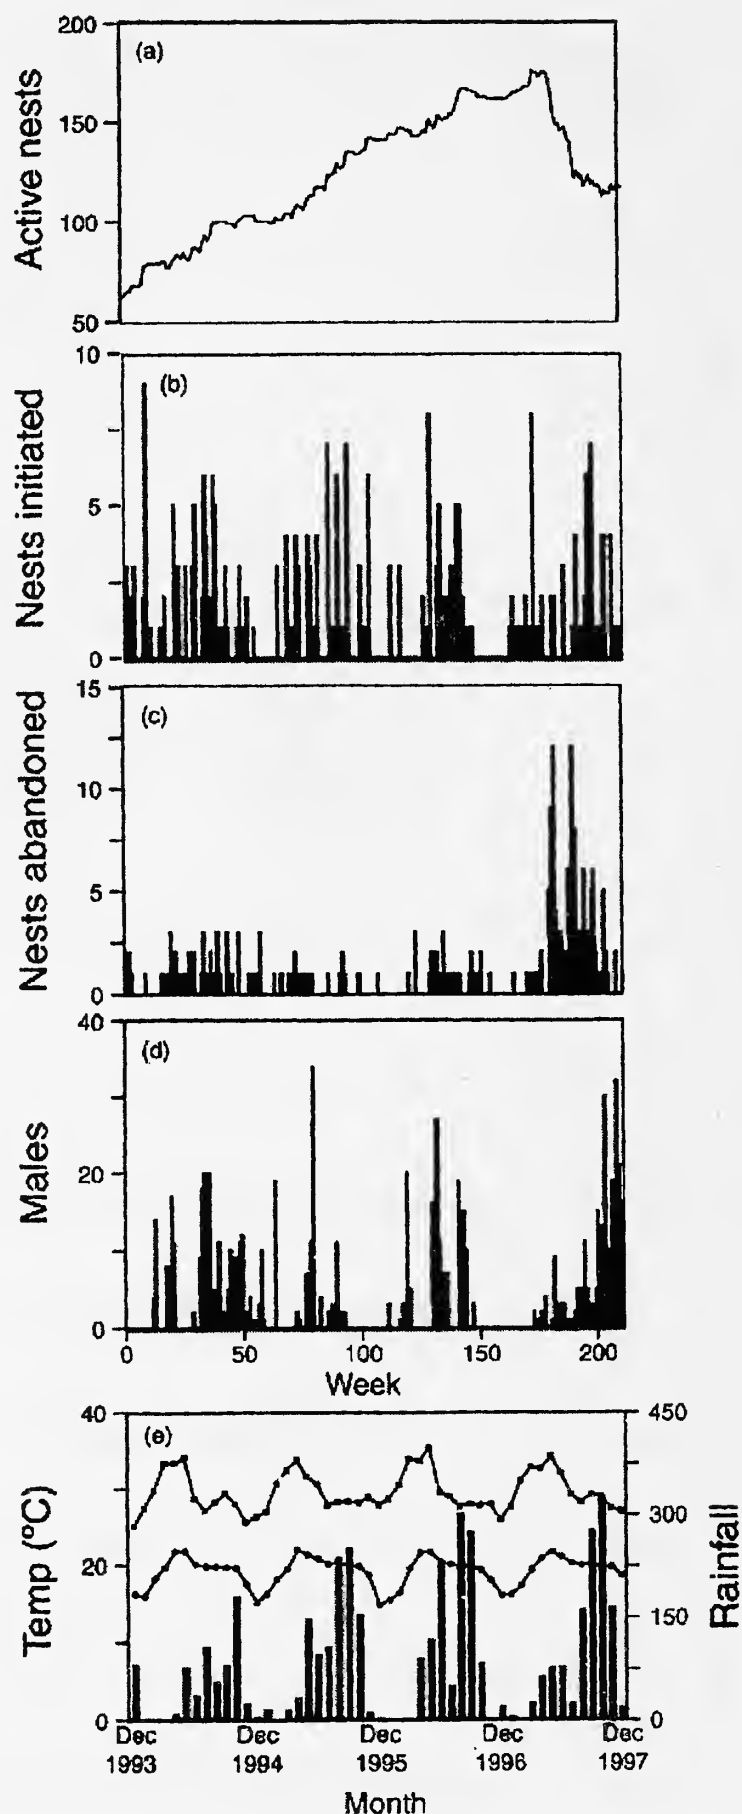 200
(a)
150
100
50
Active nests
10
(b)
5
0
Nests initiated
15
(c)
10
5
0
Nests abandoned
40
(d)
20
0
Males
0 50 100 150 200
Week
40 (e) 450
300
20
150
0 0
Temp (°C)
Rainfall
Dec Dec Dec Dec Dec
1993 1994 1995 1996 1997
Month